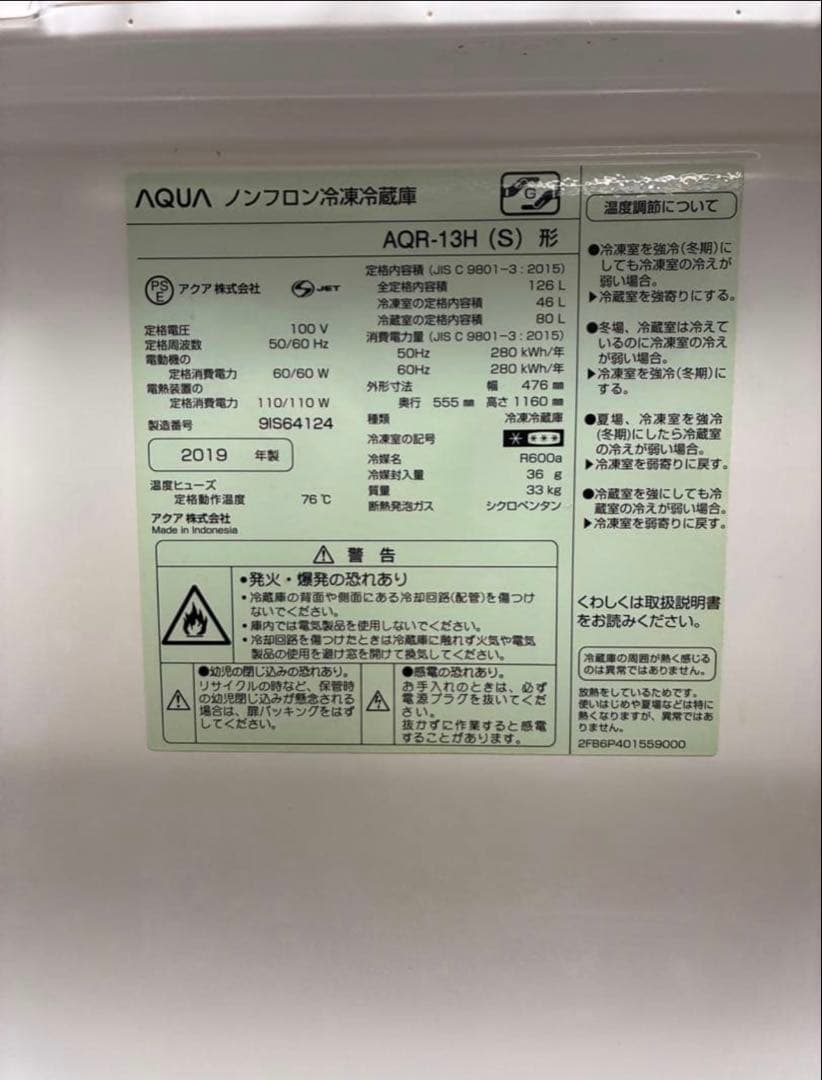 AQUA ノンフロン冷凍冷蔵庫
G
AQR-13H (S) 形
PS
E
アクア 株式会社
S JET
定格電圧 100 V
定格周波数 50/60 Hz
電動機の
定格消費電力 60/60 W
電熱装置の
定格消費電力 110/110 W
製造番号 9IS64124
2019 年製
温度ヒューズ
定格動作温度 76 ℃
アクア 株式会社
Made in Indonesia
定格内容積 (JIS C 9801-3 : 2015)
全定格内容積 126 L
冷凍室の定格内容積 46 L
冷蔵室の定格内容積 80 L
消費電力量 (JIS C 9801-3 : 2015)
50Hz 280 kWh/年
60Hz 280 kWh/年
外形寸法 幅 476 ㎜
奥行 555 ㎜ 高さ 1160 ㎜
種類 冷凍冷蔵庫
冷凍室の記号
冷媒名 R600a
冷媒封入量 36 g
質量 33 kg
断熱発泡ガス シクロペンタン
⚠ 警 告
•発火・爆発の恐れあり
・冷蔵庫の背面や側面にある冷却回路(配管)を傷つけ
ないでください。
・庫内では電気製品を使用しないでください。
・冷却回路を傷つけたときは冷蔵庫に触れず火気や電気
製品の使用を避け窓を開けて換気してください。
●幼児の閉じ込みの恐れあり。
リサイクルの時など、保管時
の幼児閉じ込みが懸念される
場合は、扉パッキングをはず
してください。
●感電の恐れあり。
お手入れのときは、必ず
電源プラグを抜いてくだ
さい。
抜かずに作業すると感電
することがあります。
温度調節について
●冷凍室を強冷(冬期)に
しても冷凍室の冷えが
弱い場合。
▶冷蔵室を強寄りにする。
●冬場、冷蔵室は冷えて
いるのに冷凍室の冷え
が弱い場合。
▶冷凍室を強冷(冬期)に
する。
●夏場、冷凍室を強冷
(冬期)にしたら冷蔵室
の冷えが弱い場合。
▶冷凍室を弱寄りに戻す。
●冷蔵室を強にしても冷
蔵室の冷えが弱い場合。
▶冷凍室を弱寄りに戻す。
くわしくは取扱説明書
をお読みください。
冷蔵庫の周囲が熱く感じる
のは異常ではありません。
放熱をしているためです。
使いはじめや夏場などは特に
熱くなりますが、異常ではあ
りません。
2FB6P401559000